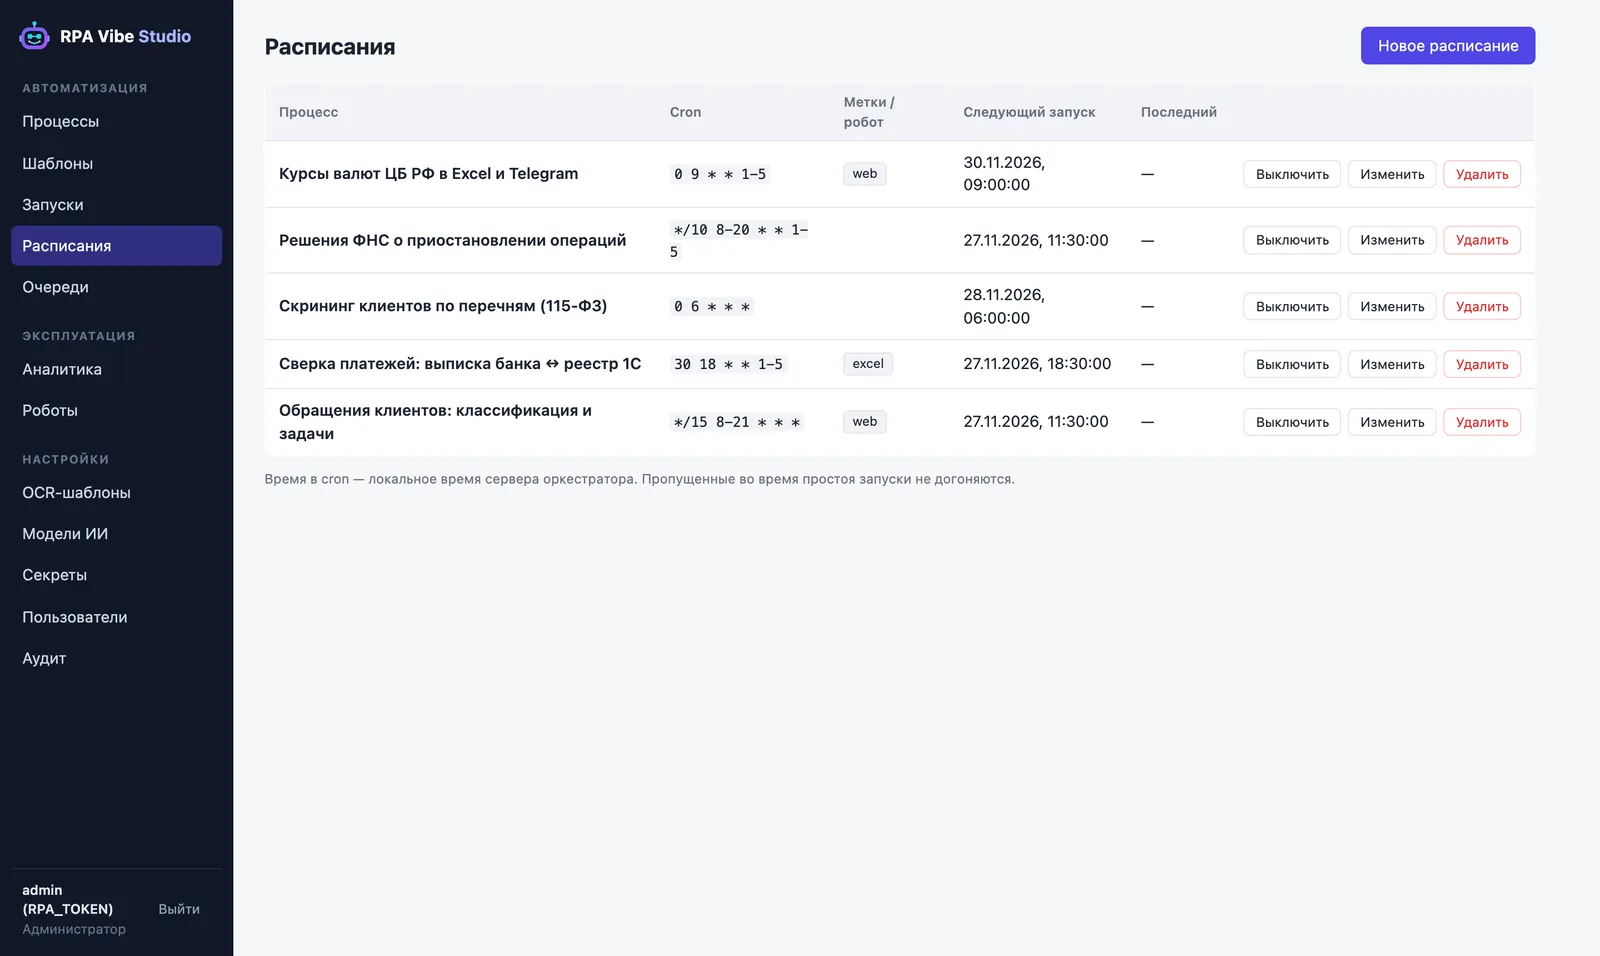 RPA Vibe Studio
АВТОМАТИЗАЦИЯ
Процессы
Шаблоны
Запуски
Расписания
Очереди
ЭКСПЛУАТАЦИЯ
Аналитика
Роботы
НАСТРОЙКИ
OCR-шаблоны
Модели ИИ
Секреты
Пользователи
Аудит
admin
(RPA_TOKEN)
Выйти
Администратор
Расписания
Новое расписание
Процесс
Cron
Метки /
робот
Следующий запуск
Последний
Курсы валют ЦБ РФ в Excel и Telegram
0 9 * * 1-5
web
30.11.2026,
09:00:00
—
Выключить
Изменить
Удалить
Решения ФНС о приостановлении операций
*/10 8-20 * * 1-
5
27.11.2026, 11:30:00
—
Выключить
Изменить
Удалить
Скрининг клиентов по перечням (115-ФЗ)
0 6 * * *
28.11.2026,
06:00:00
—
Выключить
Изменить
Удалить
Сверка платежей: выписка банка ↔ реестр 1С
30 18 * * 1-5
excel
27.11.2026, 18:30:00
—
Выключить
Изменить
Удалить
Обращения клиентов: классификация и
задачи
*/15 8-21 * * *
web
27.11.2026, 11:30:00
—
Выключить
Изменить
Удалить
Время в cron — локальное время сервера оркестратора. Пропущенные во время простоя запуски не догоняются.